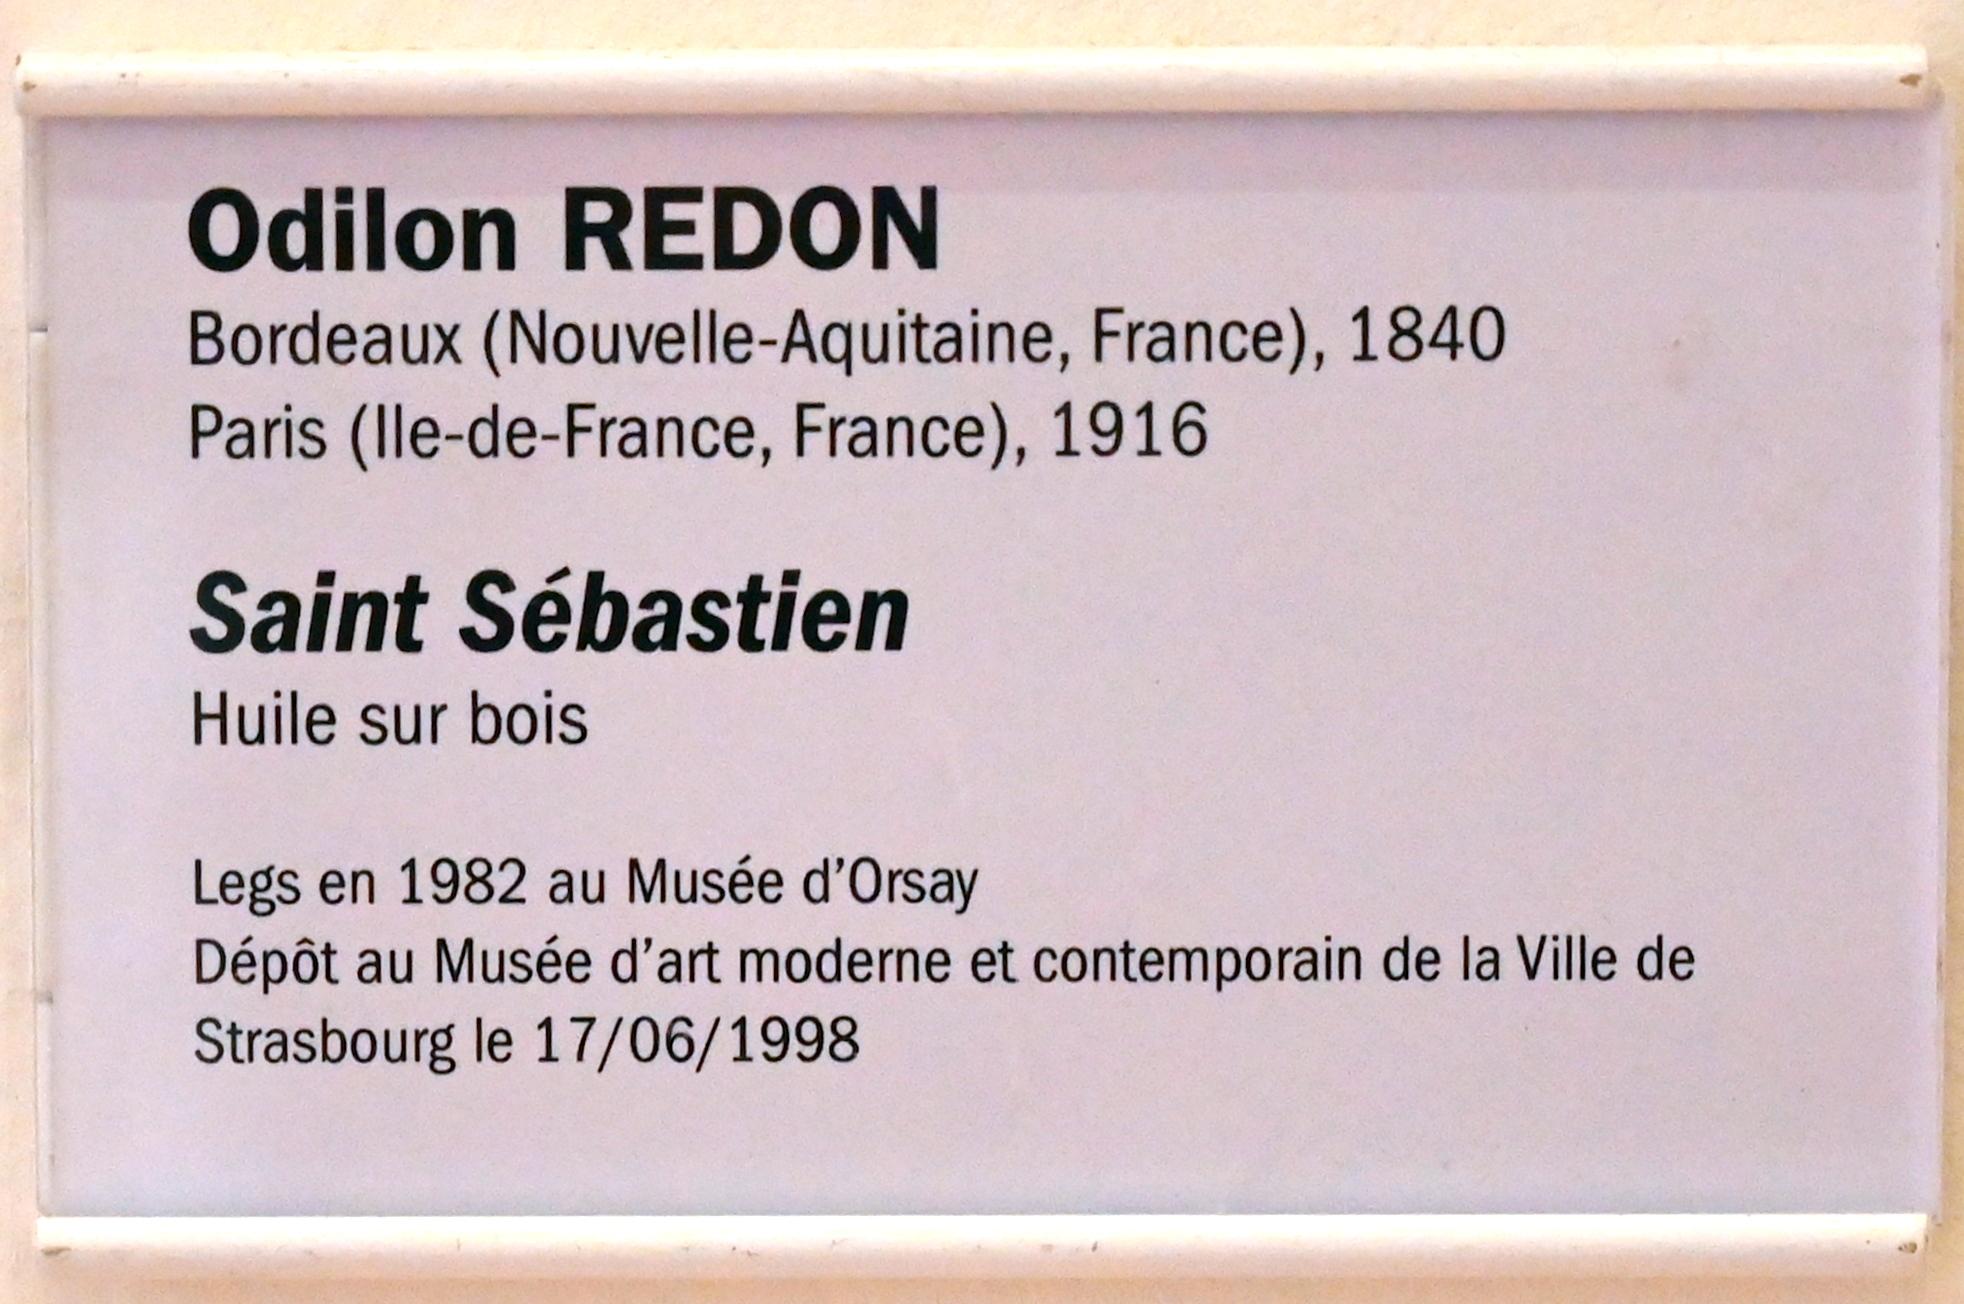 Odilon REDON
Bordeaux (Nouvelle-Aquitaine, France), 1840
Paris (Ile-de-France, France), 1916
Saint Sébastien
Huile sur bois
Legs en 1982 au Musée d'Orsay
Dépôt au Musée d'art moderne et contemporain de la Ville de
Strasbourg le 17/06/1998